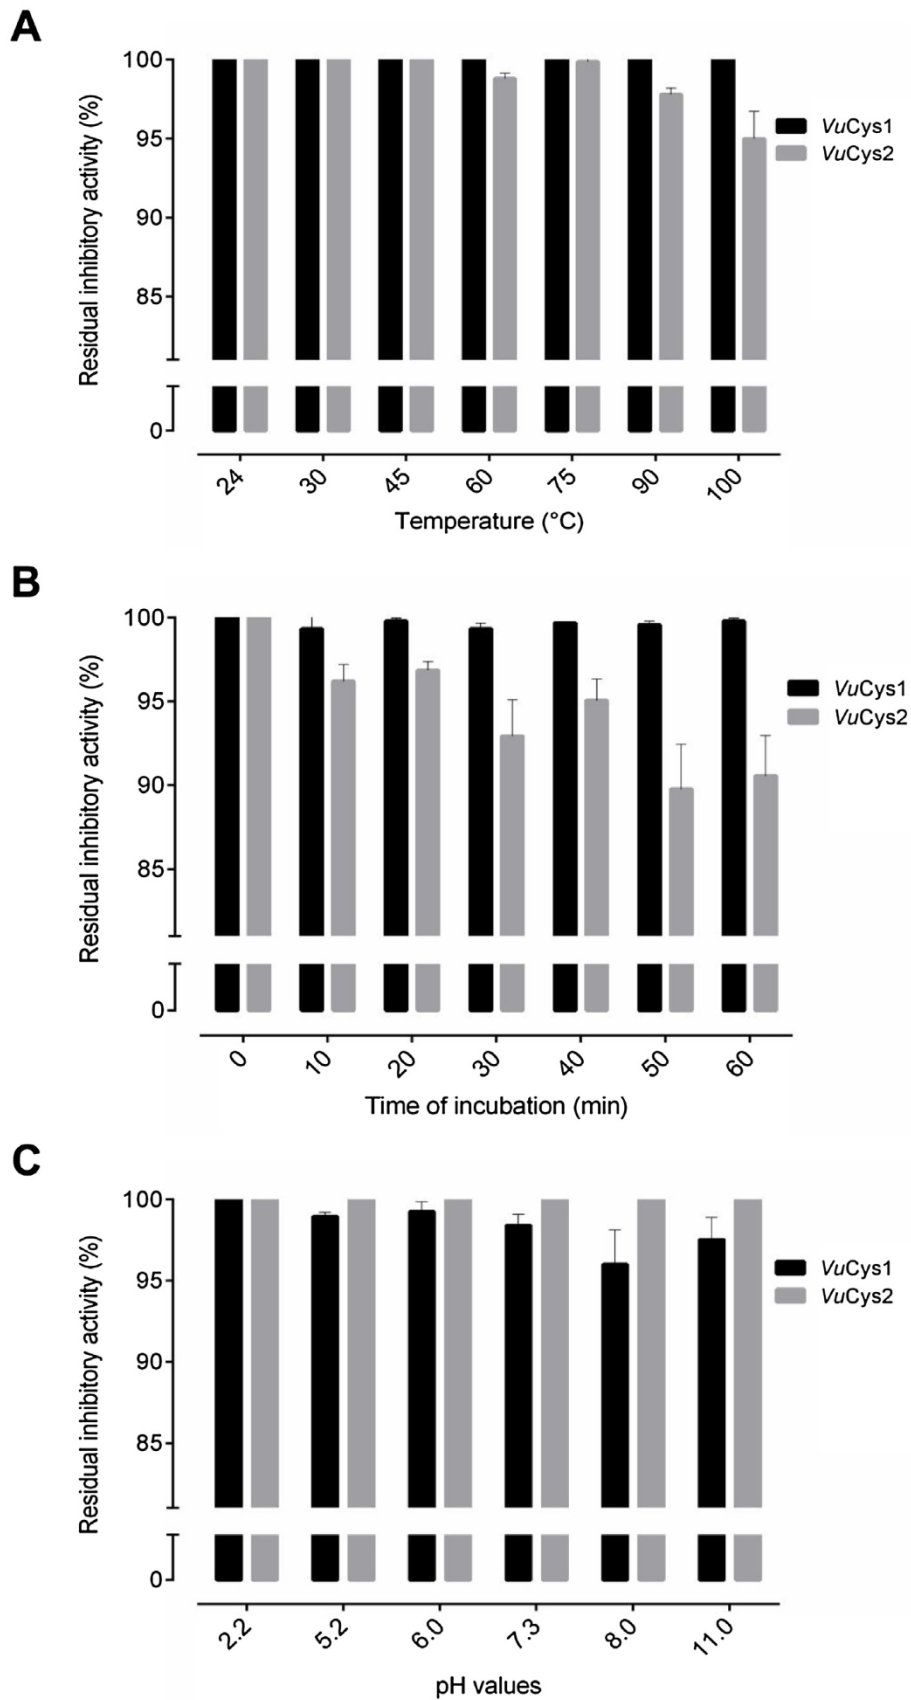 A
Residual inhibitory activity (%)
100
95
90
85
0
VuCys1
VuCys2
24 30 45 60 75 90 100
Temperature (°C)
B
Residual inhibitory activity (%)
100
95
90
85
0
VuCys1
VuCys2
0 10 20 30 40 50 60
Time of incubation (min)
C
Residual inhibitory activity (%)
100
95
90
85
0
VuCys1
VuCys2
2.2 5.2 6.0 7.3 8.0 11.0
pH values